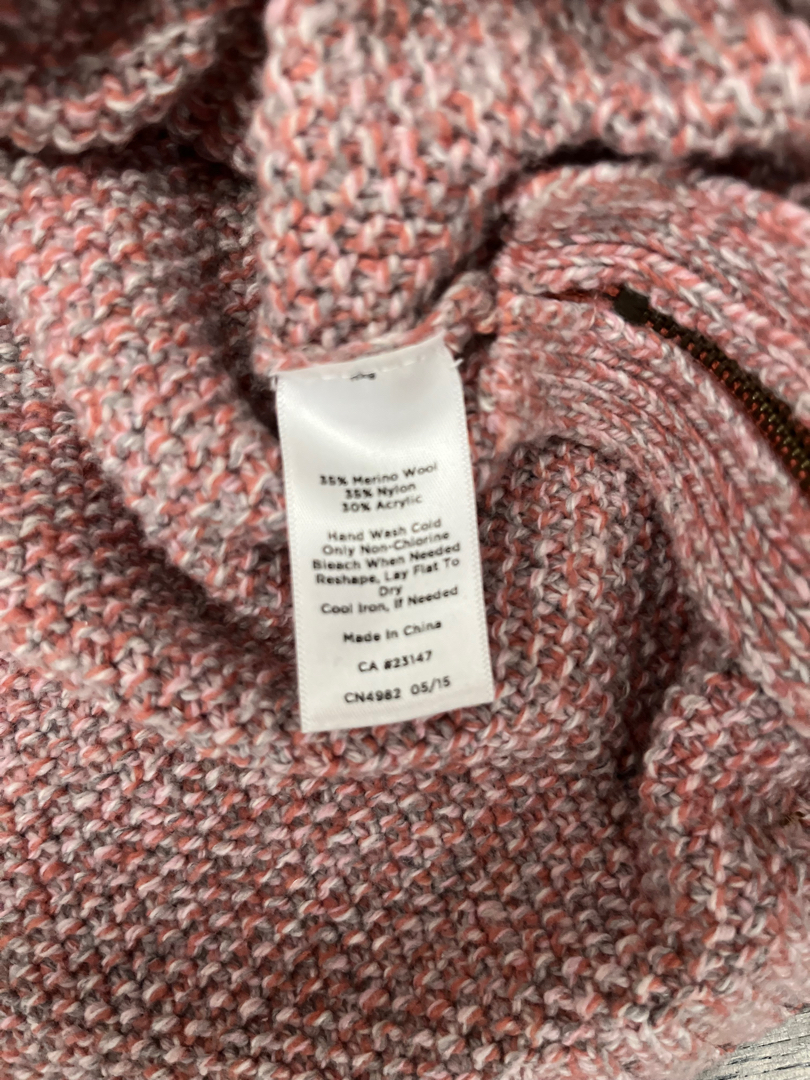 35% Merino Wool
35% Nylon
30% Acrylic
Hand Wash Cold
Only Non-Chlorine
Bleach When Needed
Reshape, Lay Flat To
Dry
Cool Iron, If Needed
Made In China
CA #23147
CN4982 05/15